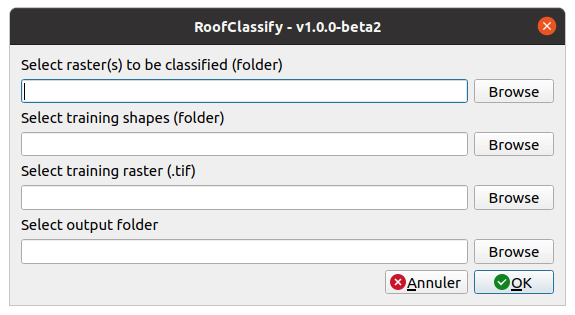 RoofClassify - v1.0.0-beta2
Select raster(s) to be classified (folder)
Browse
Select training shapes (folder)
Browse
Select training raster (.tif)
Browse
Select output folder
Browse
Annuler OK